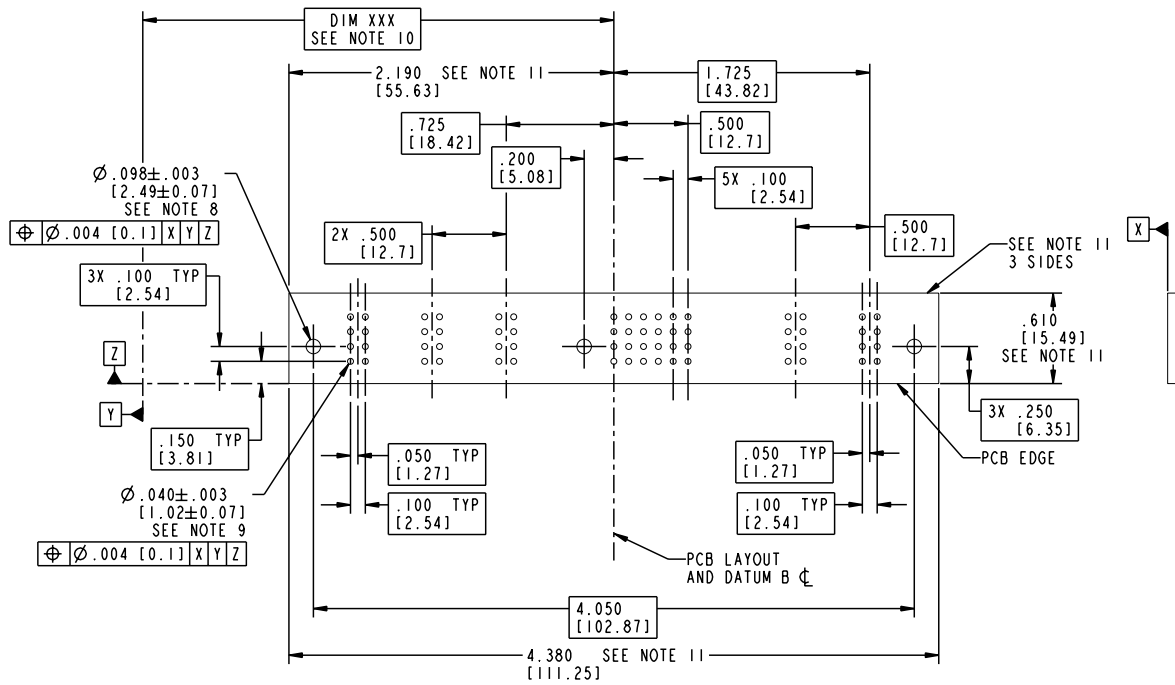 DIM XXX
SEE NOTE 10
2.190 SEE NOTE 11
[55.63]
1.725
[43.82]
.725
[18.42]
.500
[12.7]
.200
[5.08]
5X .100
[2.54]
Ø.098±.003
[2.49±0.07]
SEE NOTE 8
⌖ Ø.004 [0.1] X Y Z
2X .500
[12.7]
.500
[12.7]
X
SEE NOTE 11
3 SIDES
3X .100 TYP
[2.54]
.610
[15.49]
SEE NOTE 11
Z
Y
3X .250
[6.35]
.150 TYP
[3.81]
.050 TYP
[1.27]
.050 TYP
[1.27]
PCB EDGE
Ø.040±.003
[1.02±0.07]
SEE NOTE 9
⌖ Ø.004 [0.1] X Y Z
.100 TYP
[2.54]
.100 TYP
[2.54]
PCB LAYOUT
AND DATUM B ℄
4.050
[102.87]
4.380 SEE NOTE 11
[111.25]